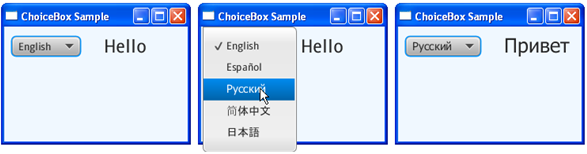 ChoiceBox Sample
English
Hello
ChoiceBox Sample
✓ English
Español
Русский
简体中文
日本語
Hello
ChoiceBox Sample
Русский
Привет